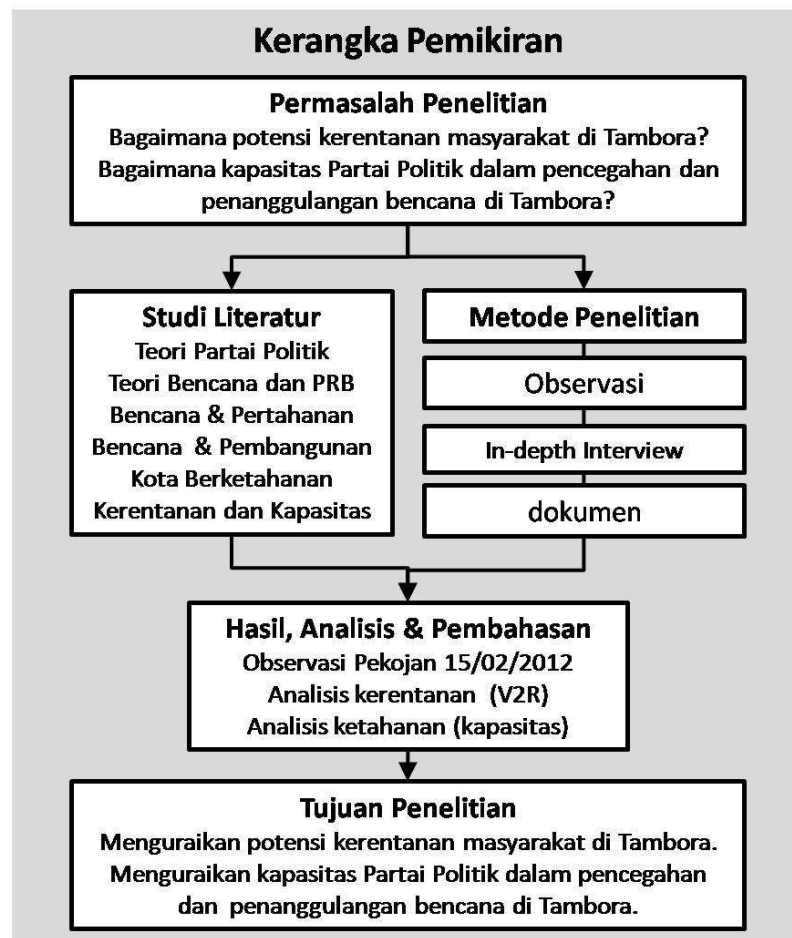 Kerangka Pemikiran
Permasalah Penelitian
Bagaimana potensi kerentanan masyarakat di Tambora?
Bagaimana kapasitas Partai Politik dalam pencegahan dan
penanggulangan bencana di Tambora?
Studi Literatur
Teori Partai Politik
Teori Bencana dan PRB
Bencana & Pertahanan
Bencana & Pembangunan
Kota Berketahanan
Kerentanan dan Kapasitas
Metode Penelitian
Observasi
In-depth Interview
dokumen
Hasil, Analisis & Pembahasan
Observasi Pekojan 15/02/2012
Analisis kerentanan (V2R)
Analisis ketahanan (kapasitas)
Tujuan Penelitian
Menguraikan potensi kerentanan masyarakat di Tambora.
Menguraikan kapasitas Partai Politik dalam pencegahan
dan penanggulangan bencana di Tambora.